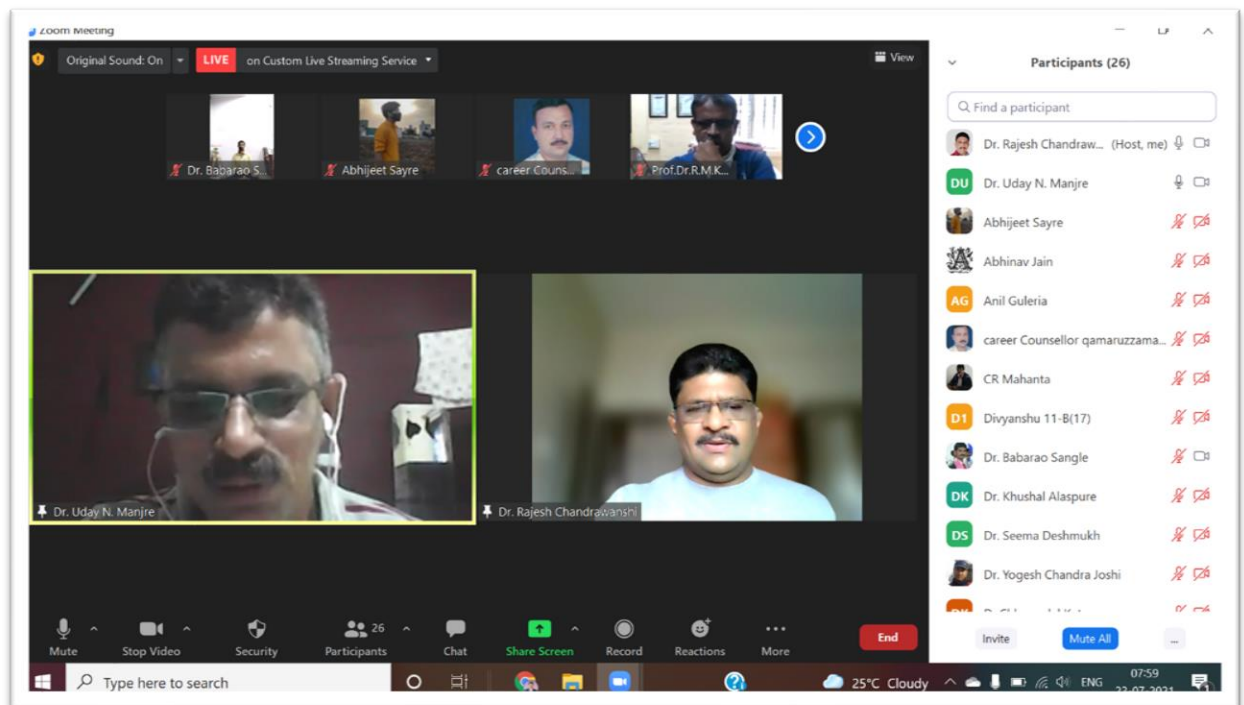 Zoom Meeting
Original Sound: On
LIVE on Custom Live Streaming Service
View
Dr. Babarao S...
Abhijeet Sayre
career Couns...
Prof.Dr.R.M.K...
Dr. Uday N. Manjre
Dr. Rajesh Chandrawanshi
Participants (26)
Find a participant
Dr. Rajesh Chandraw... (Host, me)
DU Dr. Uday N. Manjre
Abhijeet Sayre
Abhinav Jain
AG Anil Guleria
career Counsellor qamaruzzama...
CR Mahanta
D1 Divyanshu 11-B(17)
Dr. Babarao Sangle
DK Dr. Khushal Alaspure
DS Dr. Seema Deshmukh
Dr. Yogesh Chandra Joshi
Invite
Mute All
...
Mute
Stop Video
Security
26
Participants
Chat
Share Screen
Record
Reactions
More
End
Type here to search
25°C Cloudy
ENG
07:59
23-07-2021